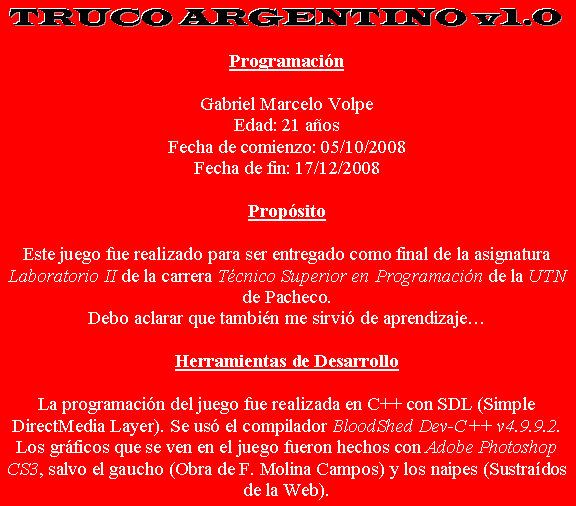 TRUCO ARGENTINO v1.0
Programación
Gabriel Marcelo Volpe
Edad: 21 años
Fecha de comienzo: 05/10/2008
Fecha de fin: 17/12/2008
Propósito
Este juego fue realizado para ser entregado como final de la asignatura
Laboratorio II de la carrera Técnico Superior en Programación de la UTN
de Pacheco.
Debo aclarar que también me sirvió de aprendizaje…
Herramientas de Desarrollo
La programación del juego fue realizada en C++ con SDL (Simple
DirectMedia Layer). Se usó el compilador BloodShed Dev-C++ v4.9.9.2.
Los gráficos que se ven en el juego fueron hechos con Adobe Photoshop
CS3, salvo el gaucho (Obra de F. Molina Campos) y los naipes (Sustraídos
de la Web).